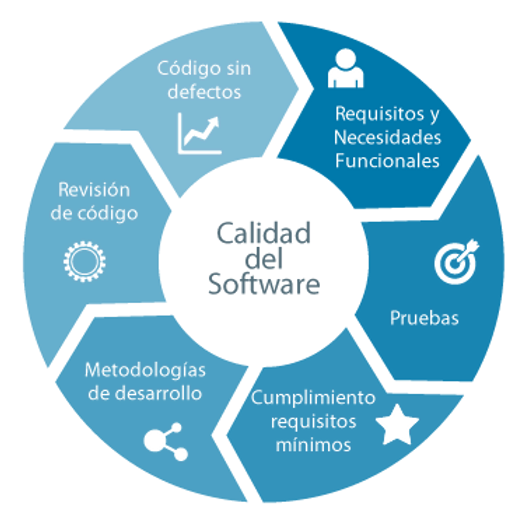 Código sin
defectos
Requisitos y
Necesidades
Funcionales
Revisión
de código
Calidad
del
Software
Pruebas
Metodologías
de desarrollo
Cumplimiento
requisitos
mínimos